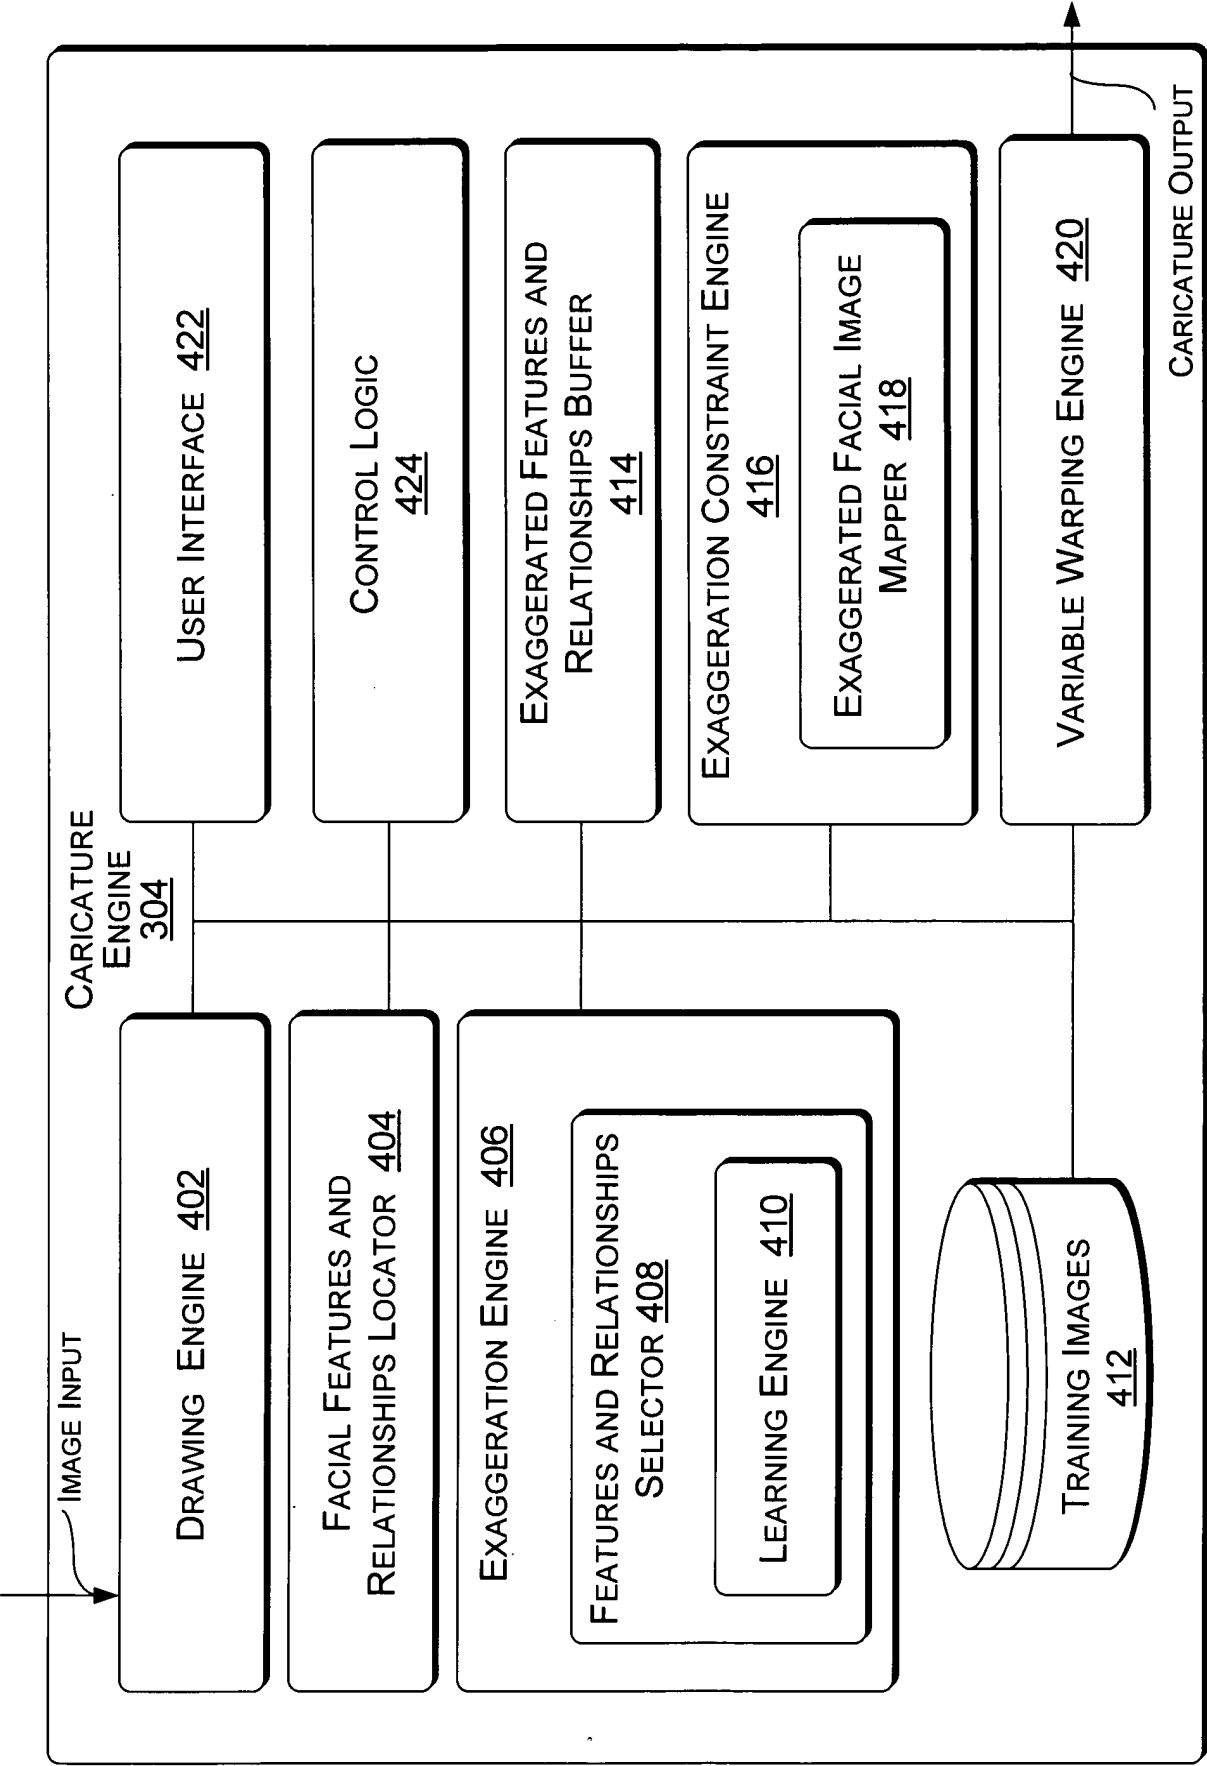 CARICATURE
ENGINE
304
IMAGE INPUT
DRAWING ENGINE 402
FACIAL FEATURES AND
RELATIONSHIPS LOCATOR 404
EXAGGERATION ENGINE 406
FEATURES AND RELATIONSHIPS
SELECTOR 408
LEARNING ENGINE 410
TRAINING IMAGES
412
USER INTERFACE 422
CONTROL LOGIC
424
EXAGGERATED FEATURES AND
RELATIONSHIPS BUFFER
414
EXAGGERATION CONSTRAINT ENGINE
416
EXAGGERATED FACIAL IMAGE
MAPPER 418
VARIABLE WARPING ENGINE 420
CARICATURE OUTPUT